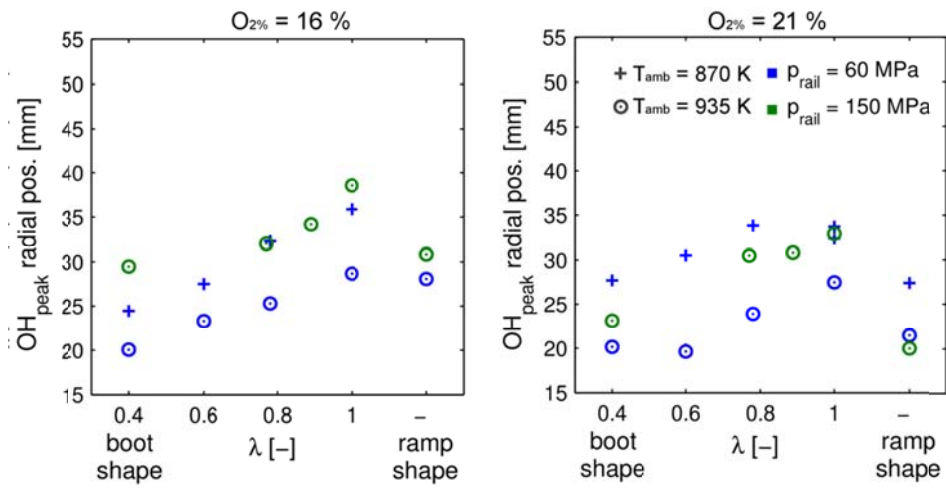 O2% = 16 %
OHpeak radial pos. [mm]
55
50
45
40
35
30
25
20
15
0.4 0.6 0.8 1 –
boot shape
λ [–]
ramp shape
O2% = 21 %
OHpeak radial pos. [mm]
55
50
45
40
35
30
25
20
15
Tamb = 870 K
prail = 60 MPa
Tamb = 935 K
prail = 150 MPa
0.4 0.6 0.8 1 –
boot shape
λ [–]
ramp shape